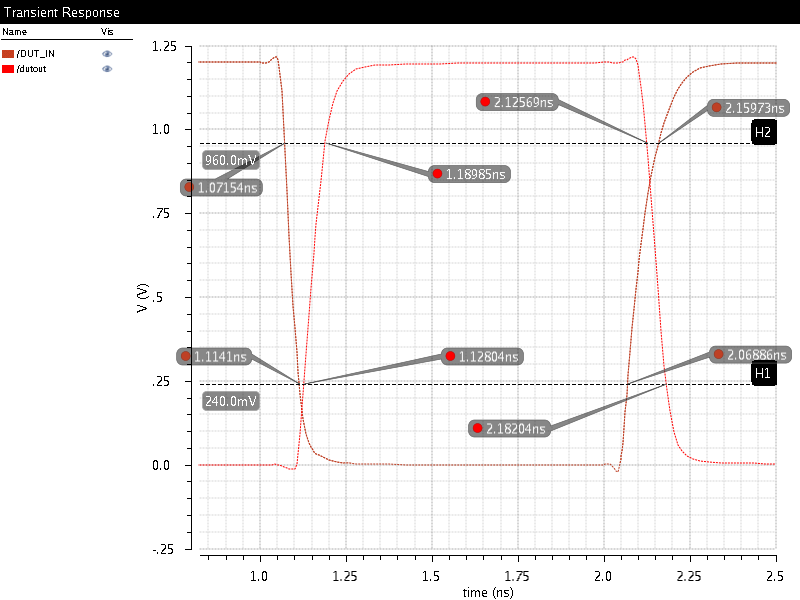 Transient Response
Name Vis
/DUT_IN
/dutout
1.25
2.12569ns
2.15973ns
1.0
H2
960.0mV
1.18985ns
1.07154ns
.75
V (V)
.5
1.1141ns
1.12804ns
2.06886ns
H1
.25
240.0mV
2.18204ns
0.0
-.25
1.0 1.25 1.5 1.75 2.0 2.25 2.5
time (ns)